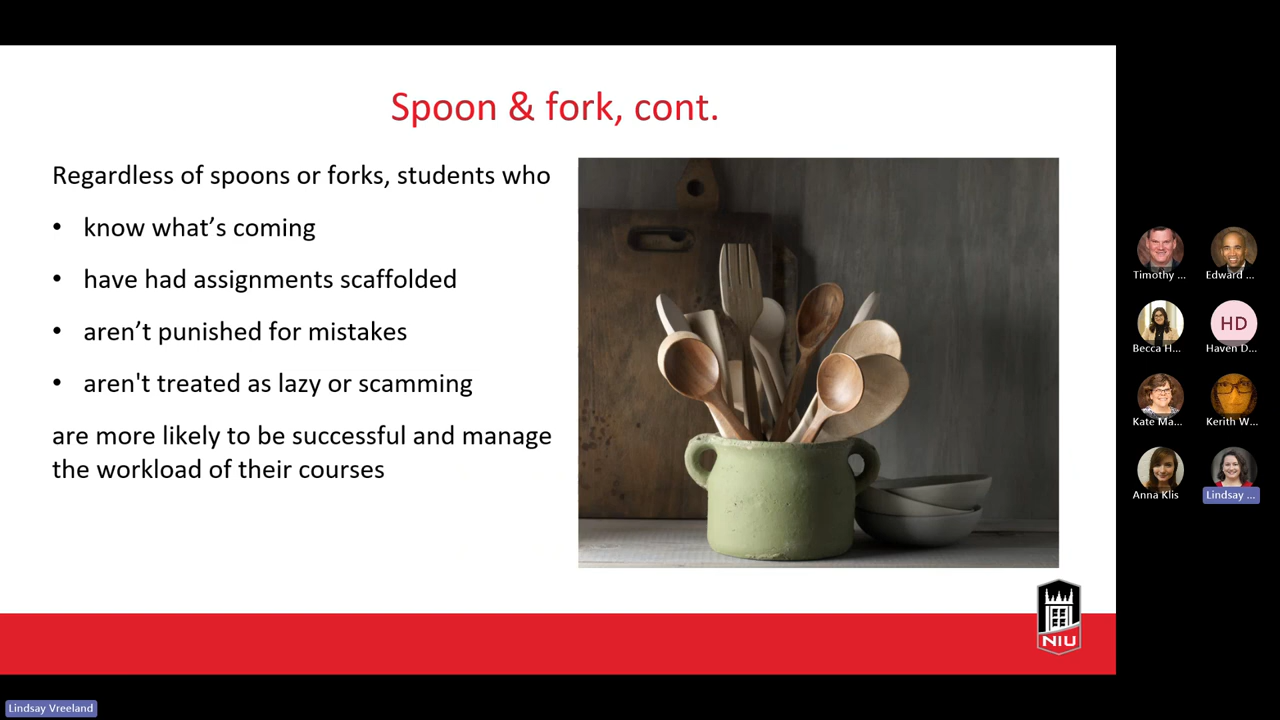 Spoon & fork, cont.
Regardless of spoons or forks, students who
• know what’s coming
• have had assignments scaffolded
• aren’t punished for mistakes
• aren't treated as lazy or scamming
are more likely to be successful and manage
the workload of their courses
NIU
Timothy ...
Edward ...
Becca H...
HD
Haven D...
Kate Ma...
Kerith W...
Anna Klis
Lindsay ...
Lindsay Vreeland